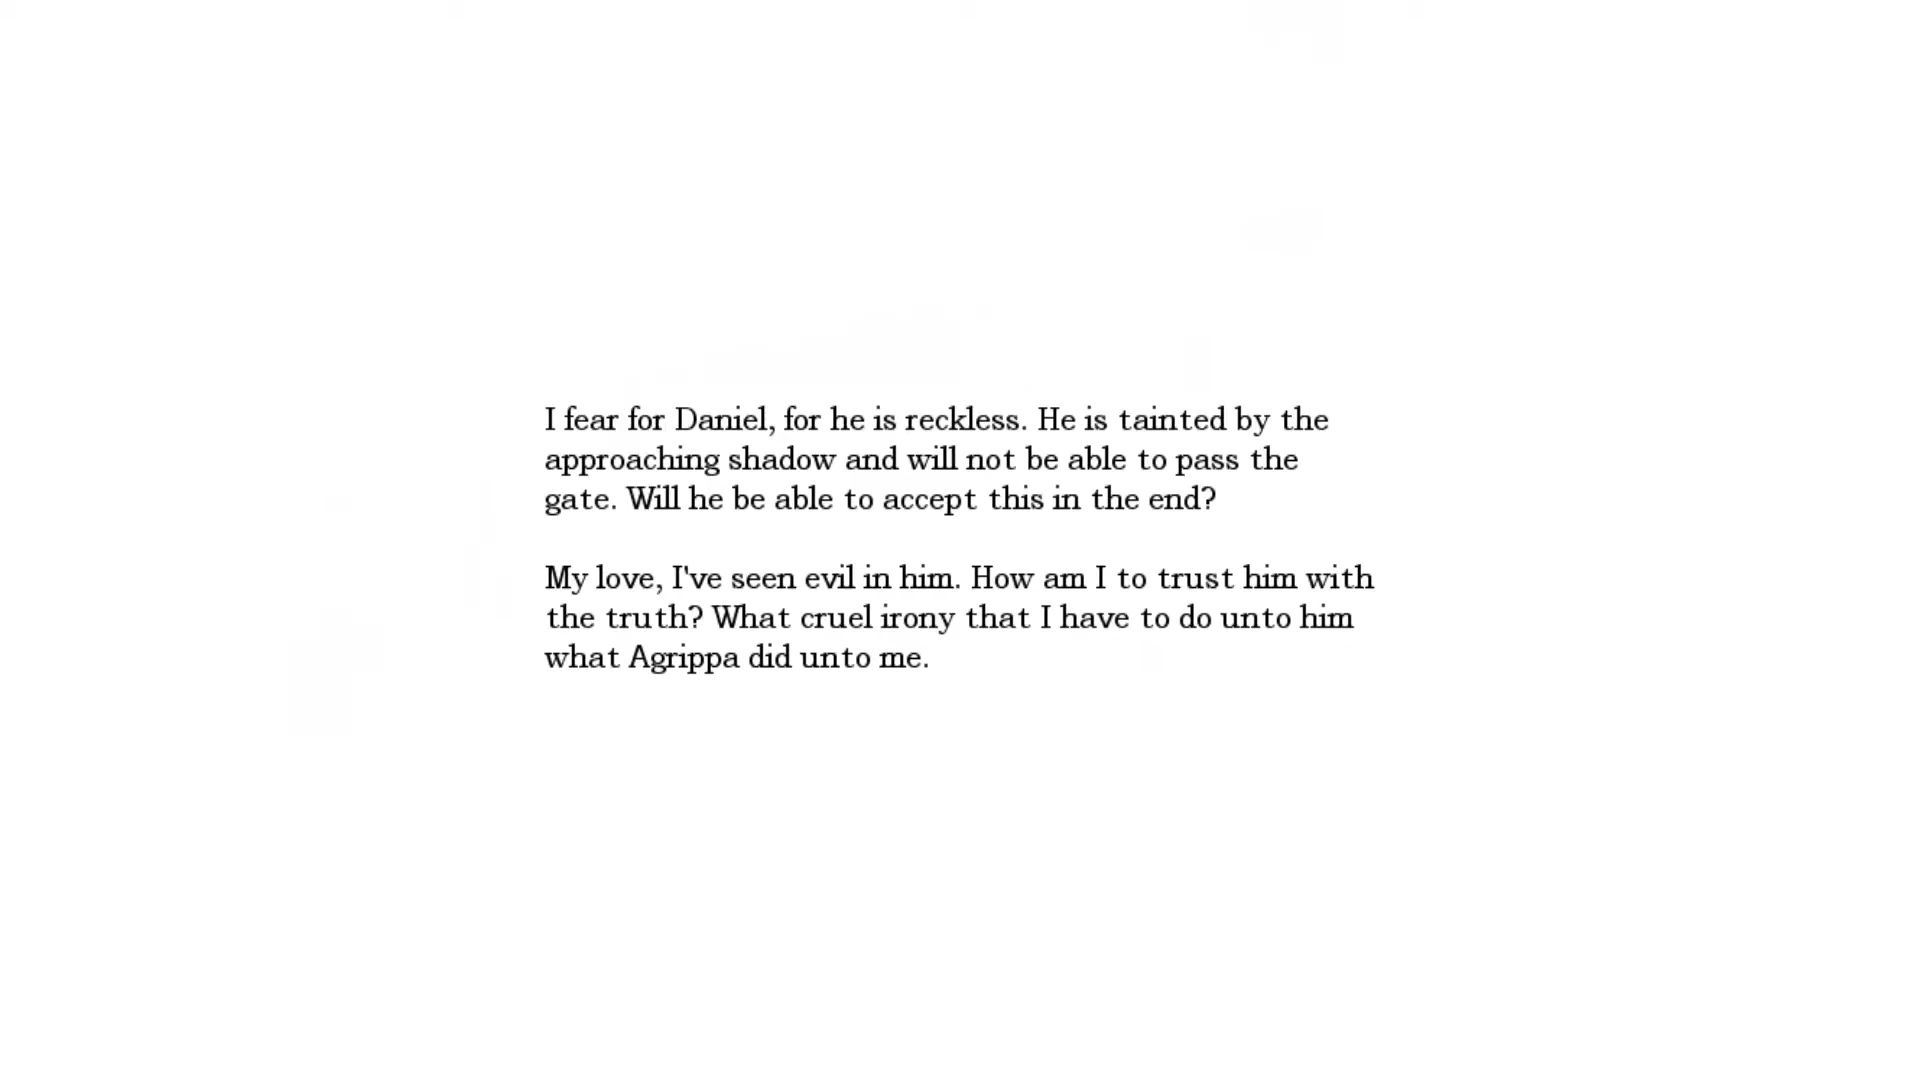 I fear for Daniel, for he is reckless. He is tainted by the
approaching shadow and will not be able to pass the
gate. Will he be able to accept this in the end?
My love, I've seen evil in him. How am I to trust him with
the truth? What cruel irony that I have to do unto him
what Agrippa did unto me.